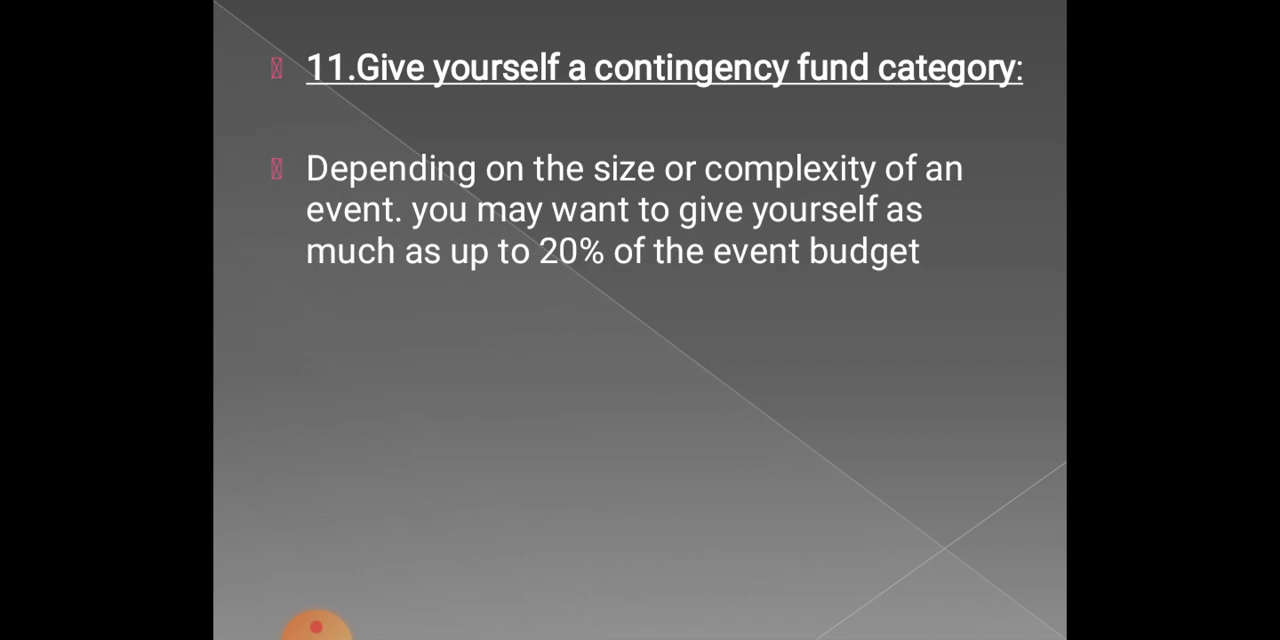 11.Give yourself a contingency fund category:
Depending on the size or complexity of an
event. you may want to give yourself as
much as up to 20% of the event budget